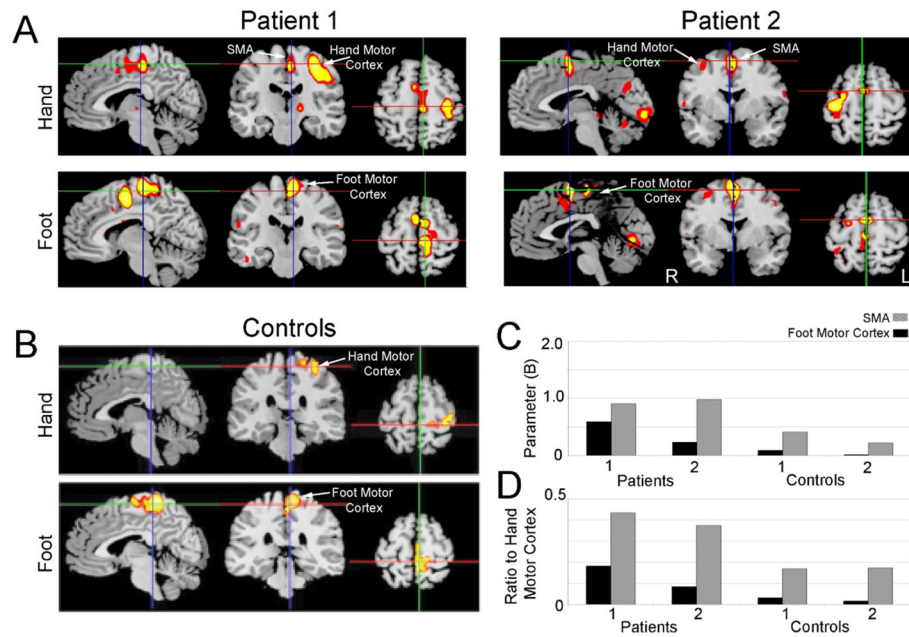 A
Patient 1
Patient 2
Hand
SMA
Hand Motor
Cortex
Hand Motor
Cortex
SMA
Foot
Foot Motor
Cortex
Foot Motor
Cortex
R
L
B
Controls
Hand
Hand Motor
Cortex
Foot
Foot Motor
Cortex
SMA
Foot Motor Cortex
C
Parameter (B)
2.0
1.0
0
1
2
1
2
Patients
Controls
D
Ratio to Hand
Motor Cortex
0.5
0
1
2
1
2
Patients
Controls